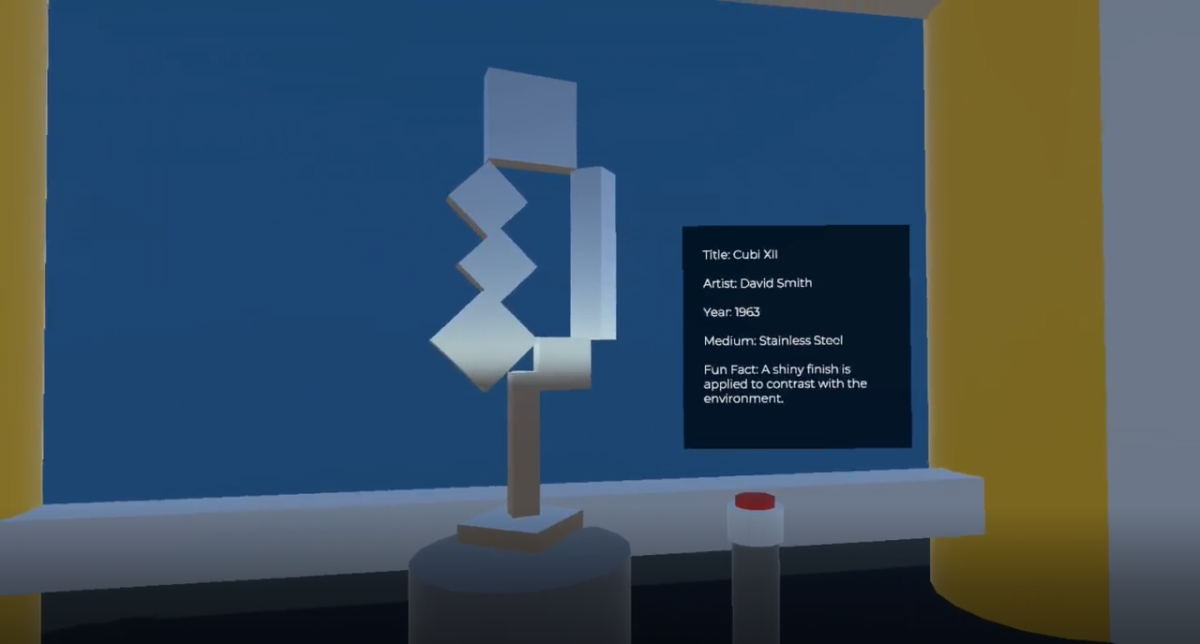 Title: Cubi XII
Artist: David Smith
Year: 1963
Medium: Stainless Steel
Fun Fact: A shiny finish is
applied to contrast with the
environment.